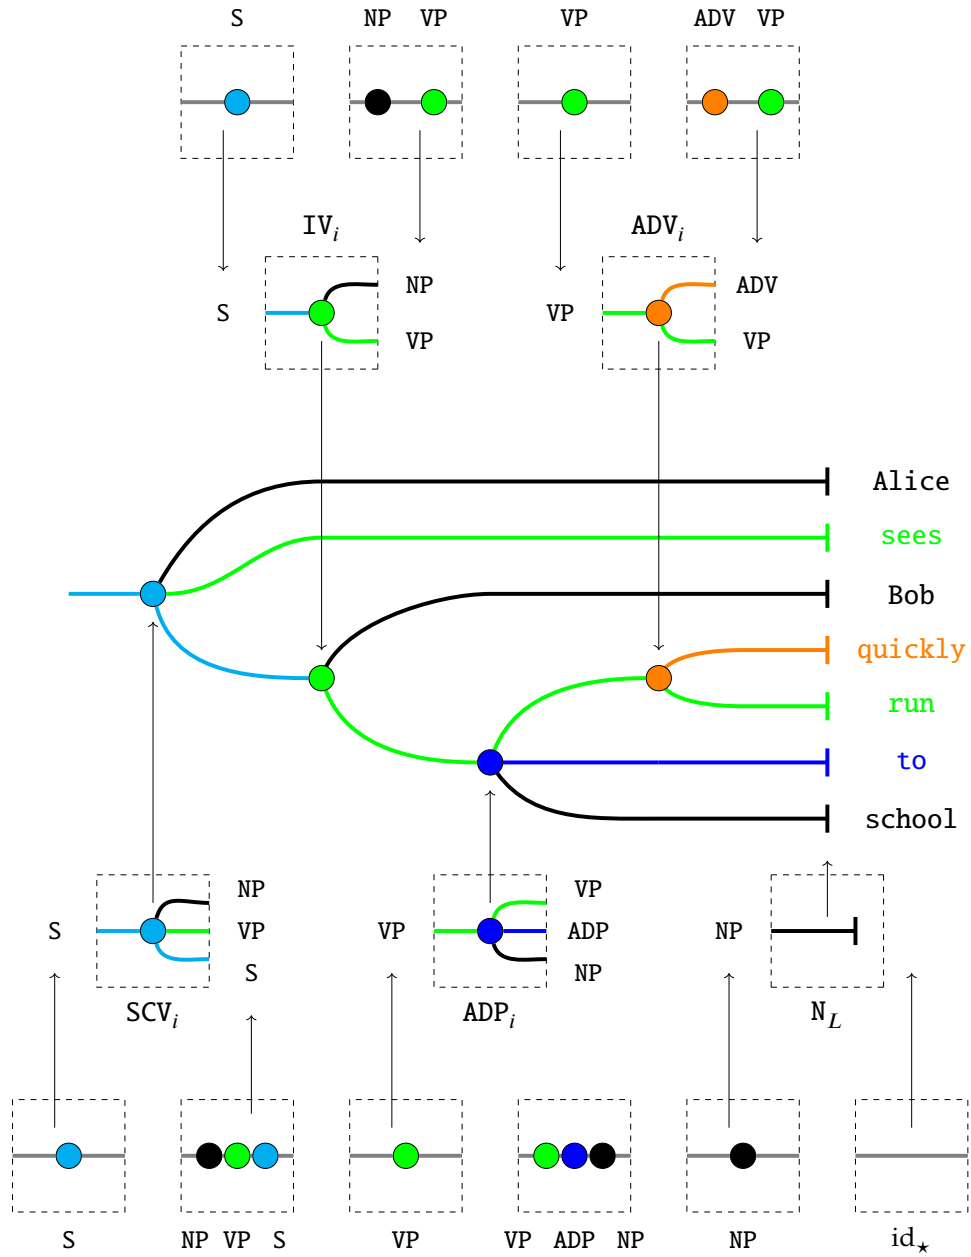 S NP VP VP ADV VP
IV_i ADV_i
NP ADV
S VP
VP VP
Alice
sees
Bob
quickly
run
to
school
NP VP
S VP VP ADP NP
S NP
SCV_i ADP_i N_L
S NP VP S VP VP ADP NP NP id_⋆